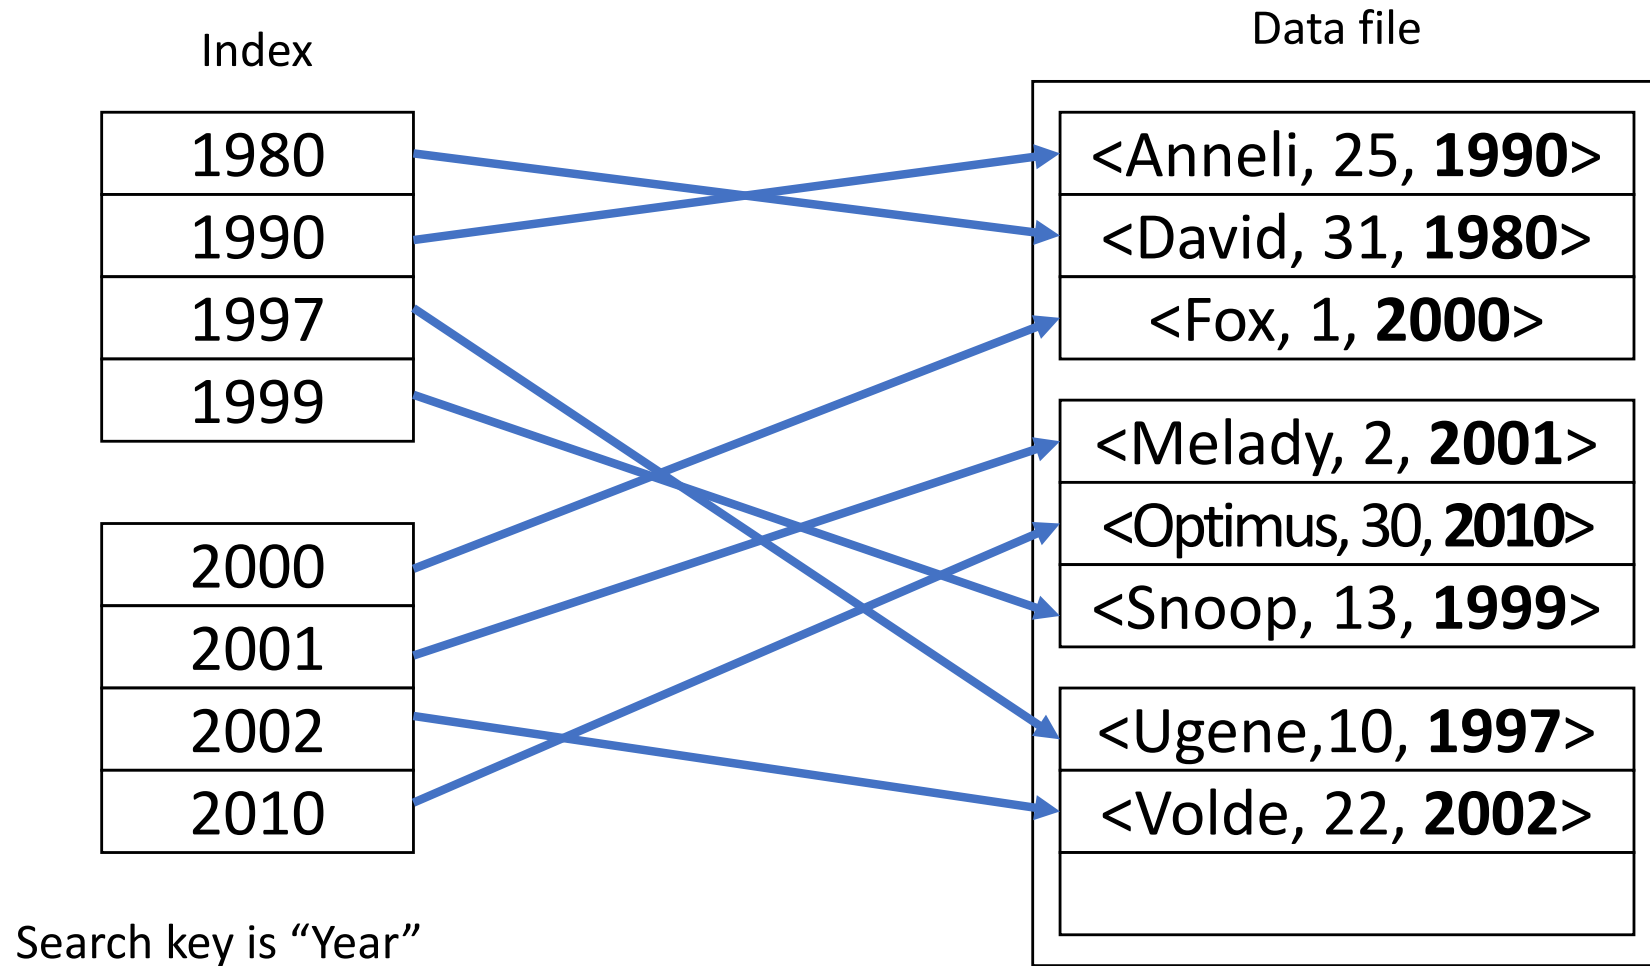 Index
1980
1990
1997
1999
2000
2001
2002
2010
Search key is “Year”
Data file
<Anneli, 25, 1990>
<David, 31, 1980>
<Fox, 1, 2000>
<Melady, 2, 2001>
<Optimus, 30, 2010>
<Snoop, 13, 1999>
<Ugene,10, 1997>
<Volde, 22, 2002>